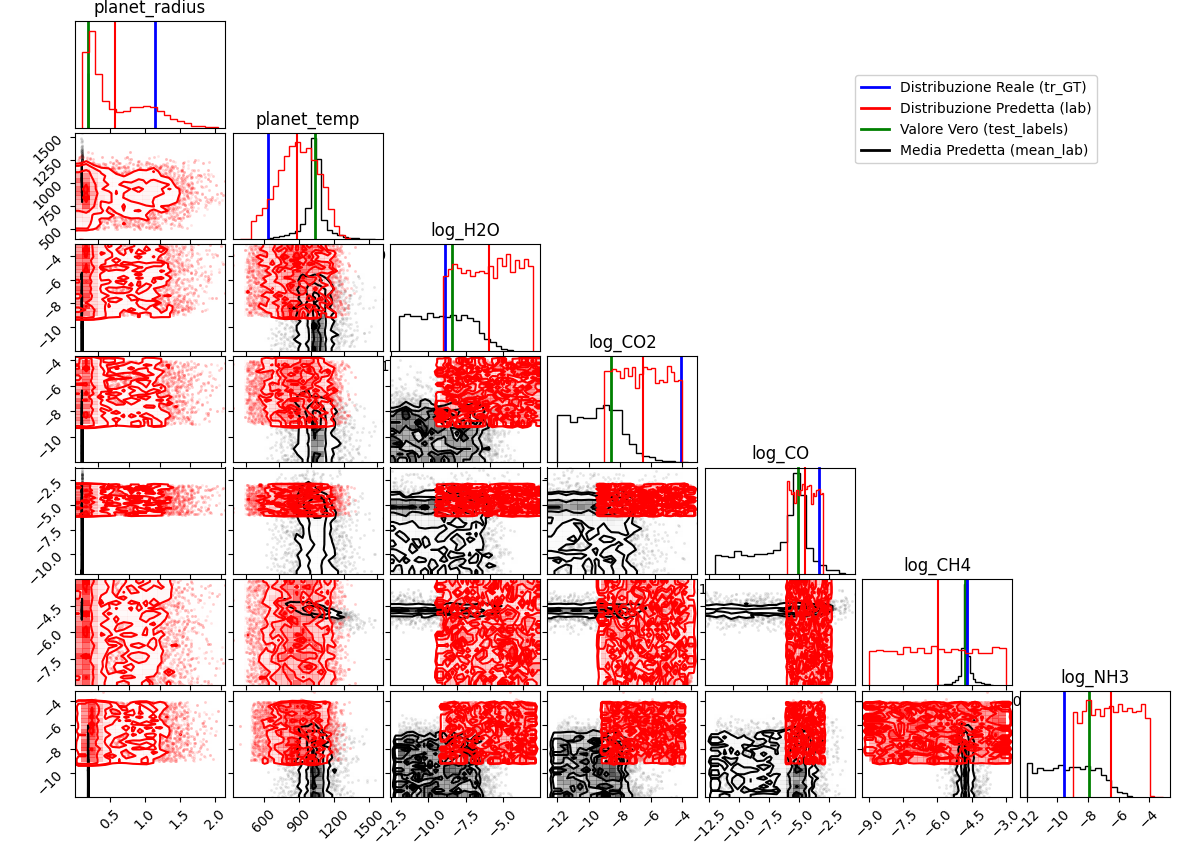 planet_radius
planet_temp
log_H2O
log_CO2
log_CO
log_CH4
log_NH3
Distribuzione Reale (tr_GT)
Distribuzione Predetta (lab)
Valore Vero (test_labels)
Media Predetta (mean_lab)
1500
1250
1000
750
500
−4
−6
−8
−10
−4
−6
−8
−10
−2.5
−5.0
−7.5
−10.0
−4.5
−6.0
−7.5
−4
−6
−8
−10
0.5 1.0 1.5 2.0
600 900 1200 1500
−12.5 −10.0 −7.5 −5.0
−12 −10 −8 −6 −4
−12.5 −10.0 −7.5 −5.0 −2.5
−9.0 −7.5 −6.0 −4.5 −3.0
−12 −10 −8 −6 −4